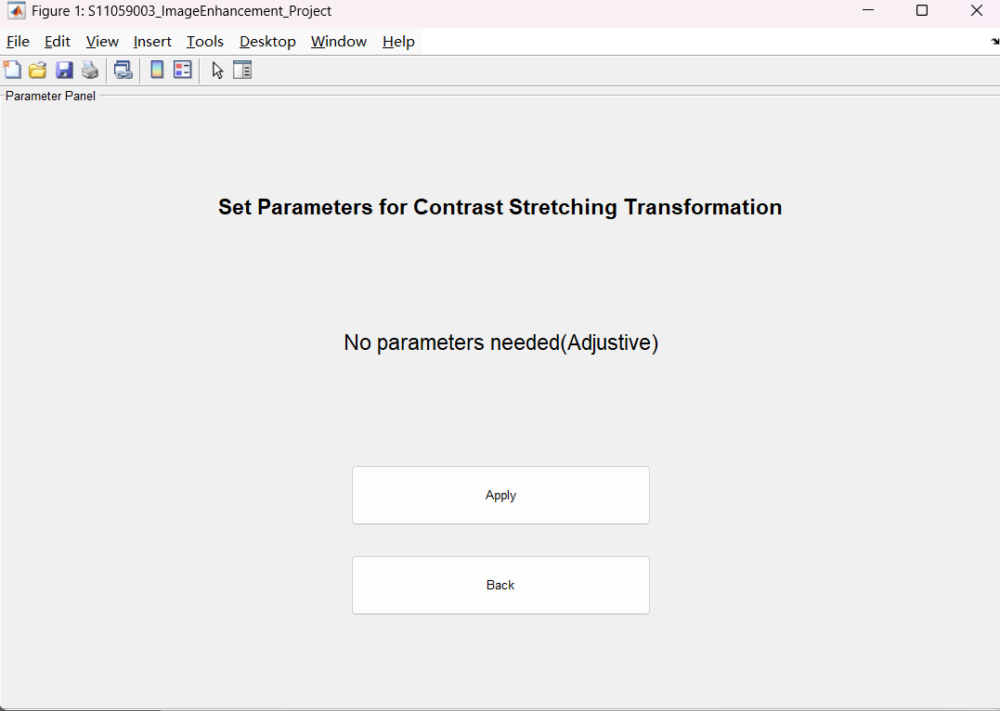 Figure 1: S11059003_ImageEnhancement_Project
File Edit View Insert Tools Desktop Window Help
Parameter Panel
Set Parameters for Contrast Stretching Transformation
No parameters needed(Adjustive)
Apply
Back